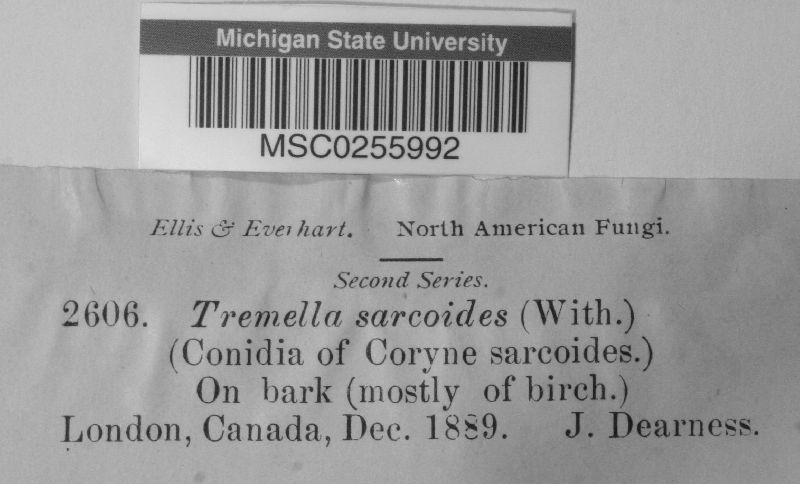 Michigan State University
MSC0255992
Ellis & Everhart. North American Fungi.
Second Series.
2606. Tremella sarcoides (With.)
(Conidia of Coryne sarcoides.)
On bark (mostly of birch.)
London, Canada, Dec. 1889. J. Dearness.